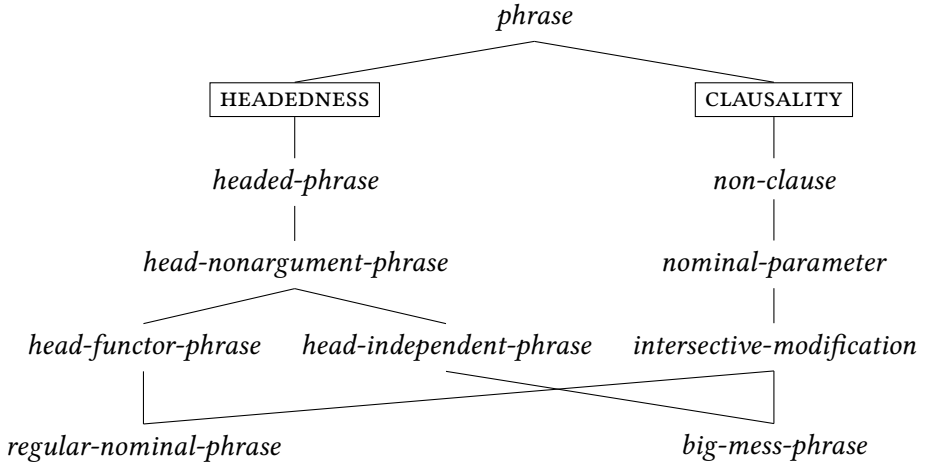 phrase
HEADEDNESS CLAUSALITY
headed-phrase non-clause
head-nonargument-phrase nominal-parameter
head-functor-phrase head-independent-phrase intersective-modification
regular-nominal-phrase big-mess-phrase